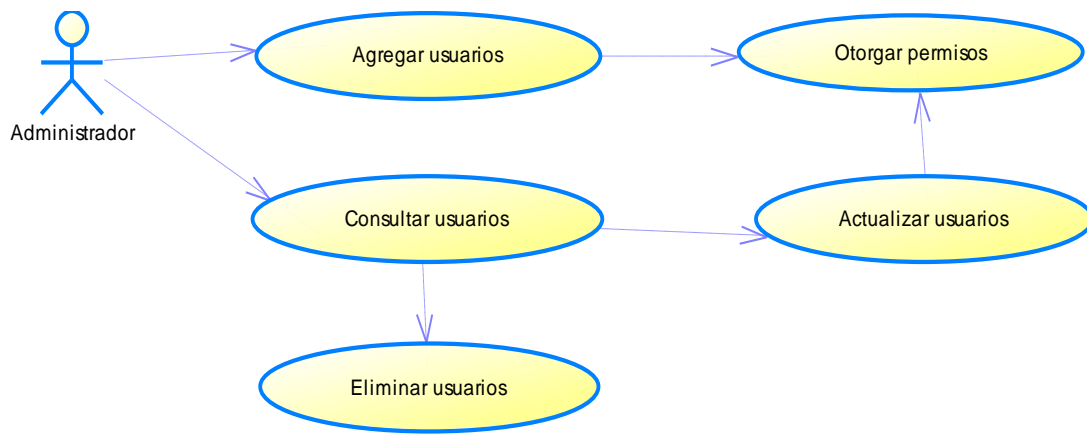 Agregar usuarios
Otorgar permisos
Administrador
Consultar usuarios
Actualizar usuarios
Eliminar usuarios